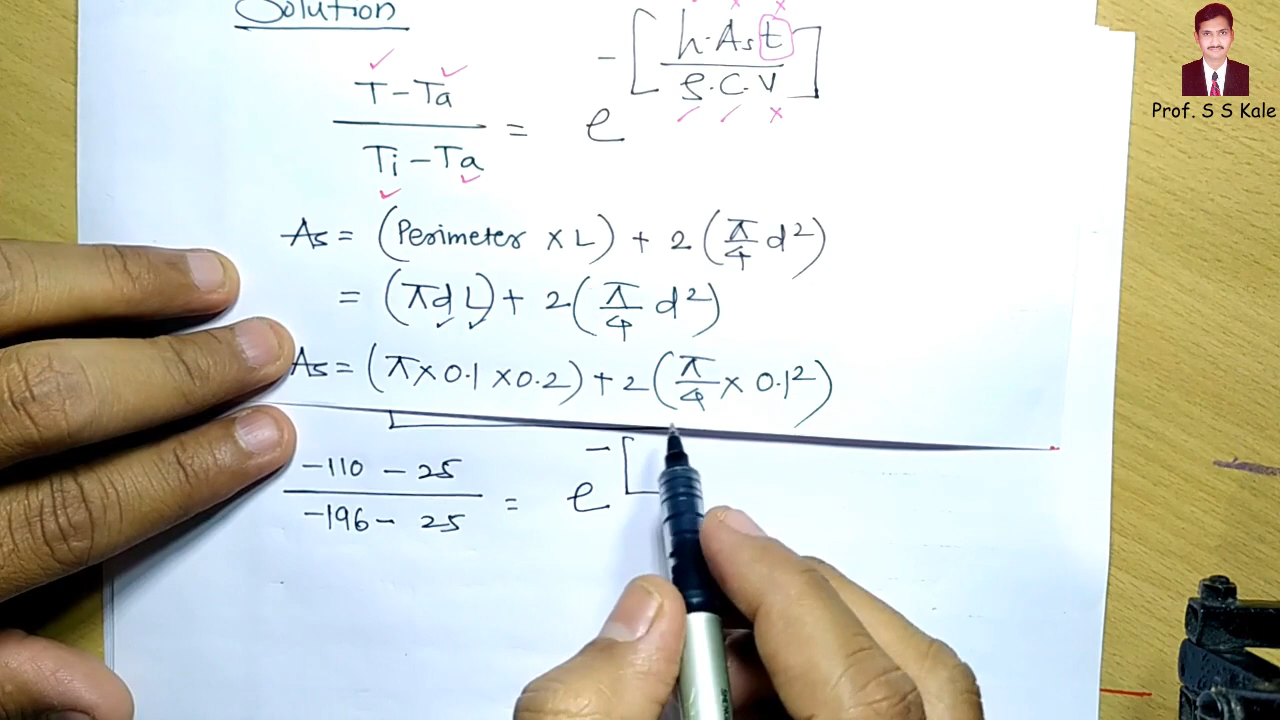 Solution
T - Ta / Ti - Ta = e ^ -[ h·As t / ρ·C·V ]
As = (Perimeter × L) + 2(π/4 d²)
= (πdL) + 2(π/4 d²)
As = (π × 0.1 × 0.2) + 2(π/4 × 0.1²)
-110 - 25 / -196 - 25 = e ^ -[
Prof. S S Kale